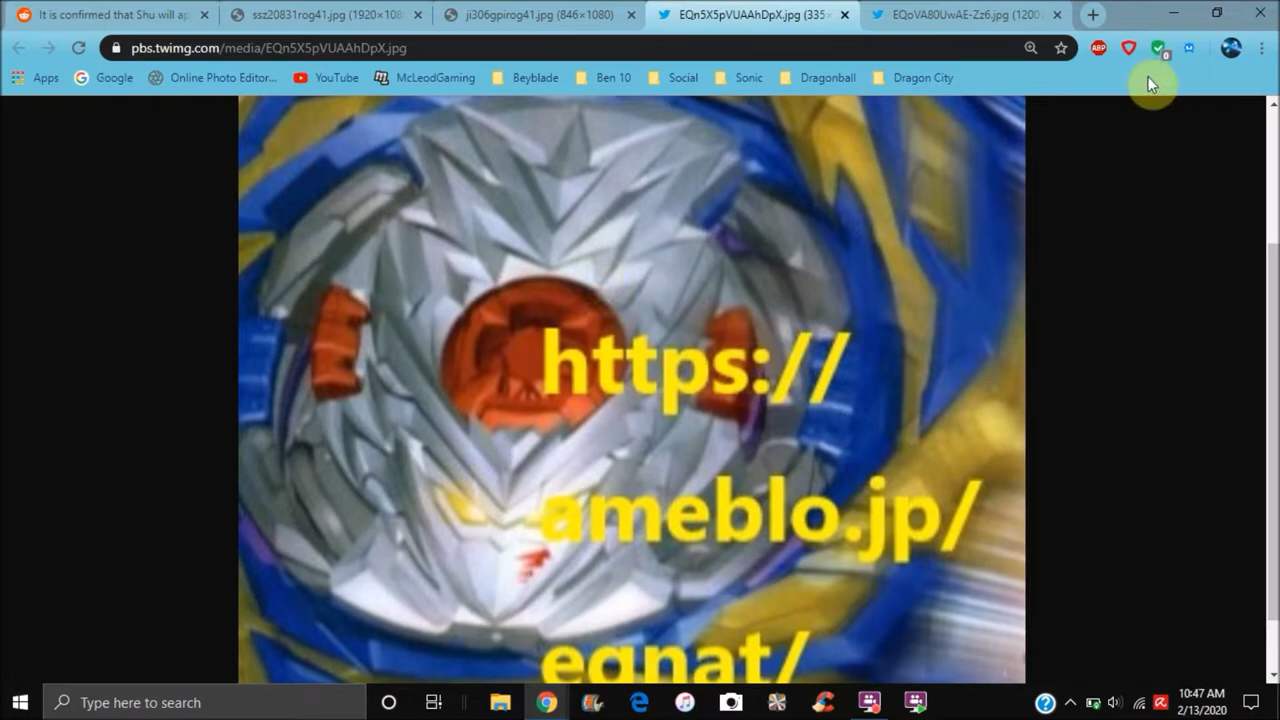 It is confirmed that Shu will ap
ssz20831rog41.jpg (1920×108
ji306gpirog41.jpg (846×1080)
EQn5X5pVUAAhDpX.jpg (335×
EQoVA80UwAE-Zz6.jpg (1200
pbs.twimg.com/media/EQn5X5pVUAAhDpX.jpg
ABP
0
Apps
Google
Online Photo Editor...
YouTube
McLeodGaming
Beyblade
Ben 10
Social
Sonic
Dragonball
Dragon City
https://
ameblo.jp/
egnat/
Type here to search
10:47 AM
2/13/2020